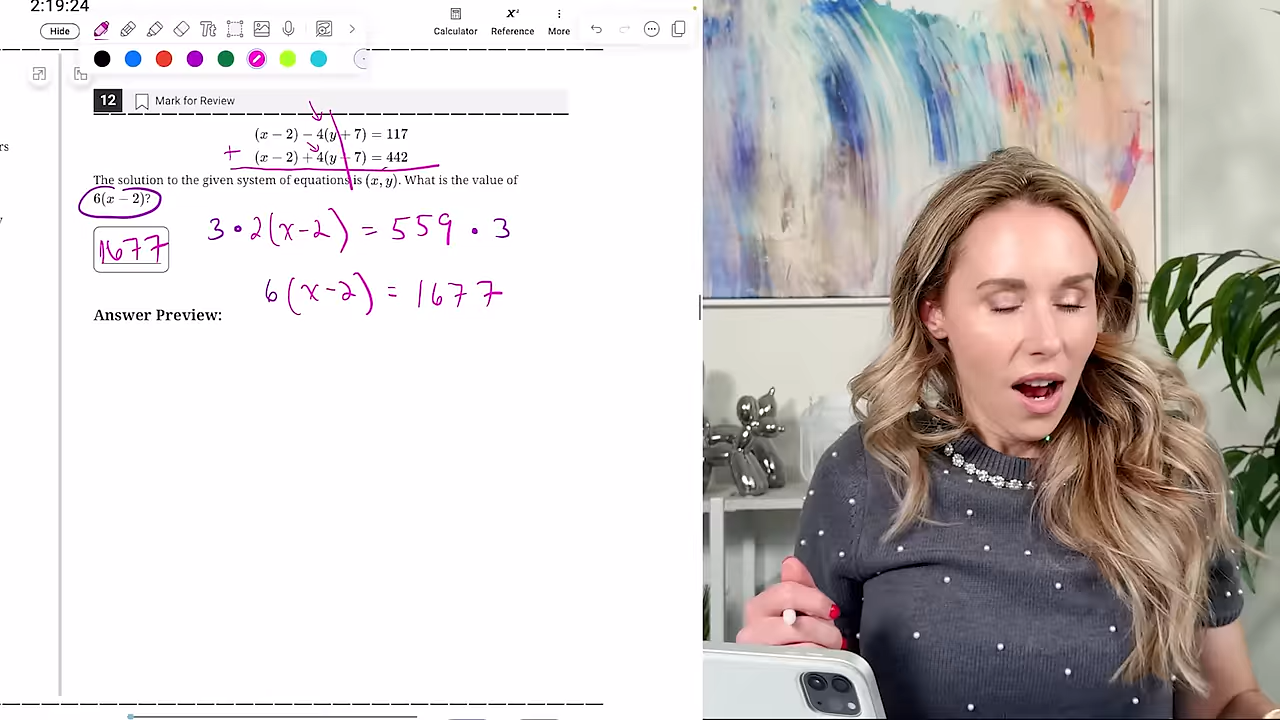 2:19:24
Hide
Calculator
X² Reference
More
12 Mark for Review
(x − 2) − 4(y + 7) = 117
+ (x − 2) + 4(y + 7) = 442
The solution to the given system of equations is (x, y). What is the value of
6(x − 2)?
3 • 2(x-2) = 559 • 3
1677
6(x-2) = 1677
Answer Preview: